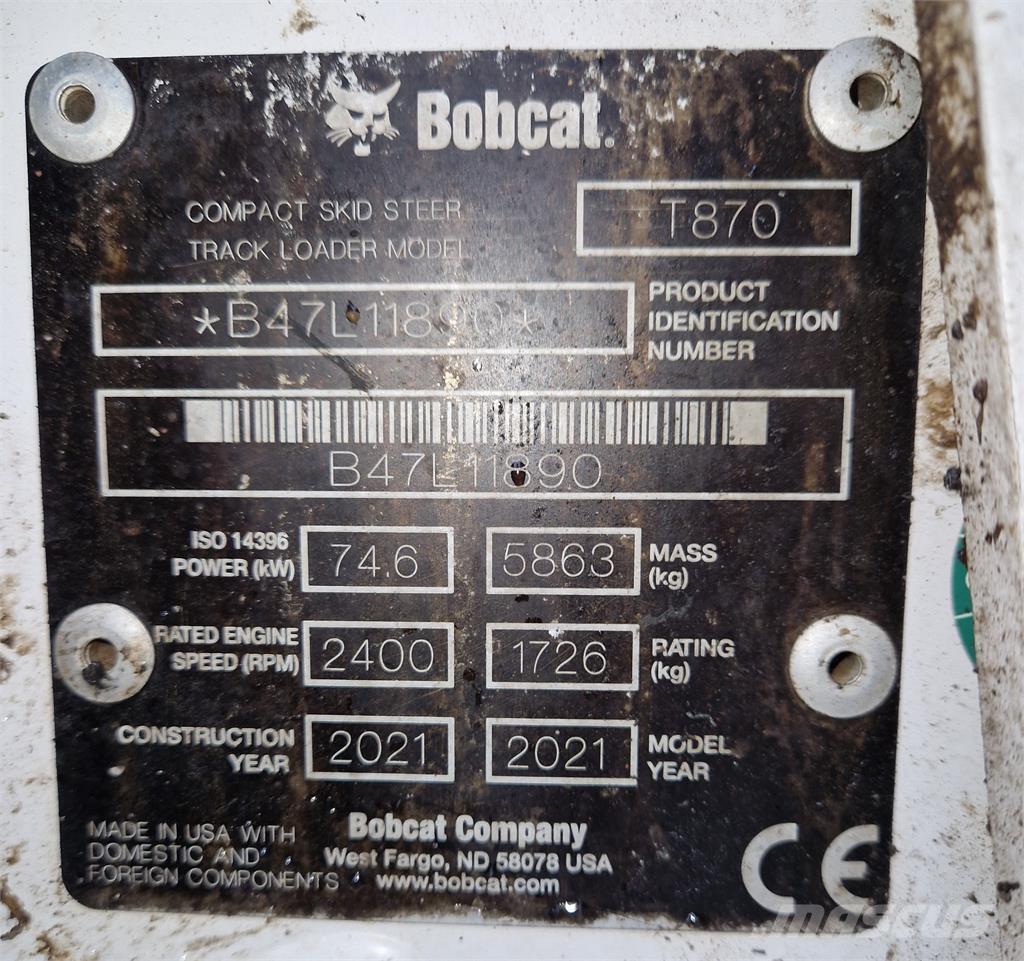 Bobcat.
COMPACT SKID STEER
TRACK LOADER MODEL
T870
*B47L11890*
PRODUCT
IDENTIFICATION
NUMBER
B47L11890
ISO 14396
POWER (kW)
74.6
5863
MASS
(kg)
RATED ENGINE
SPEED (RPM)
2400
1726
RATING
(kg)
CONSTRUCTION
YEAR
2021
2021
MODEL
YEAR
MADE IN USA WITH
DOMESTIC AND
FOREIGN COMPONENTS
Bobcat Company
West Fargo, ND 58078 USA
www.bobcat.com
CE
mascus